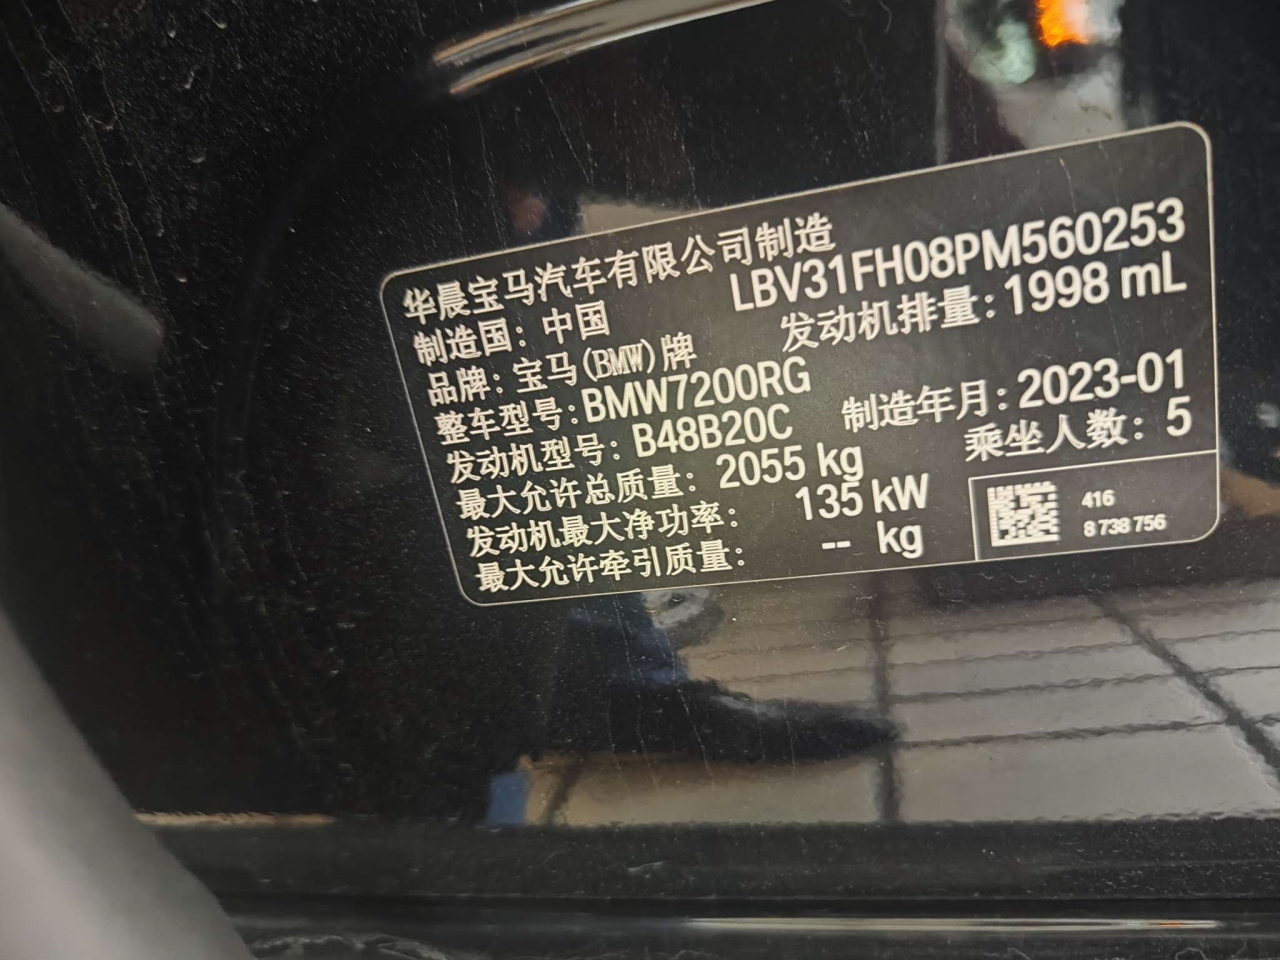 华晨宝马汽车有限公司制造
制造国：中国 LBV31FH08PM560253
品牌：宝马(BMW)牌 发动机排量：1998 mL
整车型号：BMW7200RG
发动机型号：B48B20C 制造年月：2023-01
最大允许总质量：2055 kg 乘坐人数：5
发动机最大净功率：135 kW
最大允许牵引质量：-- kg
416
8 738 756